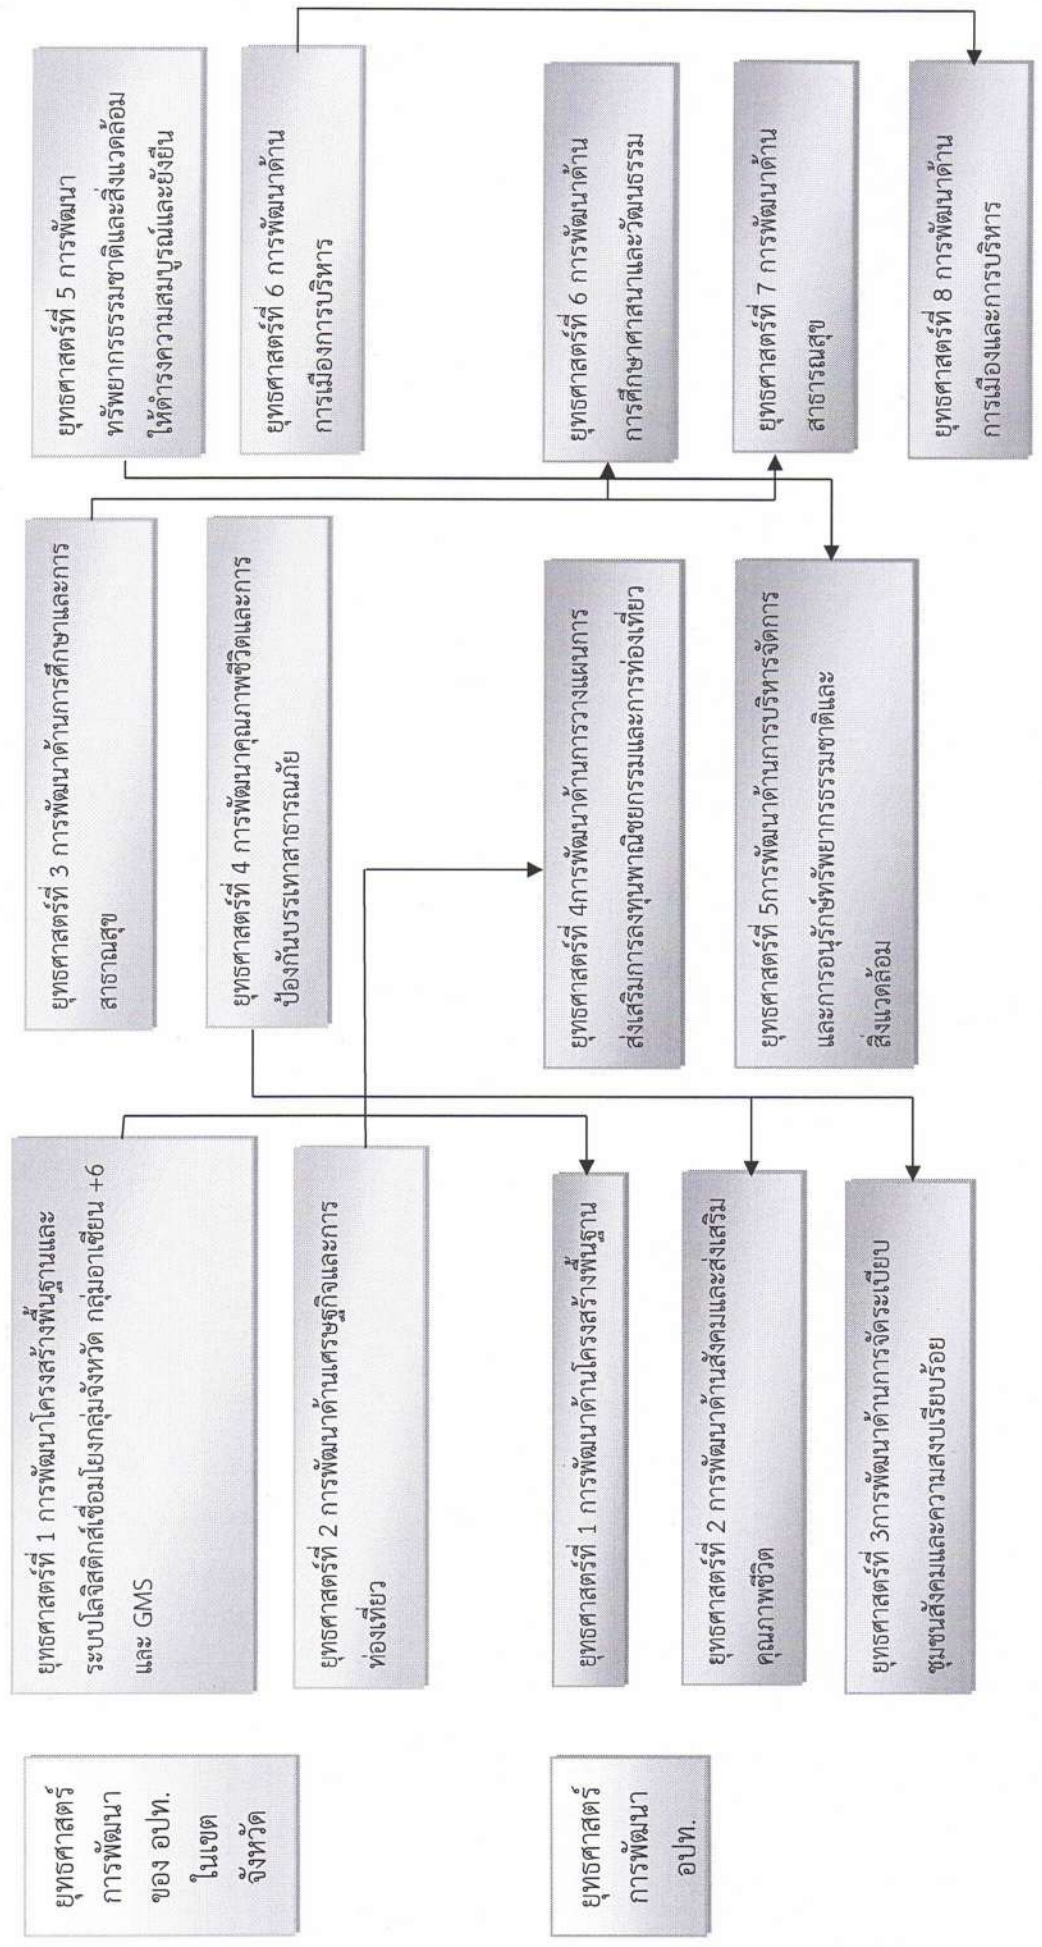 ยุทธศาสตร์
การพัฒนา
ของ อปท.
ในเขต
จังหวัด
ยุทธศาสตร์ที่ 1 การพัฒนาโครงสร้างพื้นฐานและ
ระบบโลจิสติกส์เชื่อมโยงกลุ่มจังหวัด กลุ่มอาเซียน +6
และ GMS
ยุทธศาสตร์ที่ 2 การพัฒนาด้านเศรษฐกิจและการ
ท่องเที่ยว
ยุทธศาสตร์ที่ 3 การพัฒนาด้านการศึกษาและการ
สาธาณสุข
ยุทธศาสตร์ที่ 4 การพัฒนาคุณภาพชีวิตและการ
ป้องกันบรรเทาสาธารณภัย
ยุทธศาสตร์ที่ 5 การพัฒนา
ทรัพยากรธรรมชาติและสิ่งแวดล้อม
ให้ดำรงความสมบูรณ์และยั่งยืน
ยุทธศาสตร์ที่ 6 การพัฒนาด้าน
การเมืองการบริหาร
ยุทธศาสตร์
การพัฒนา
อปท.
ยุทธศาสตร์ที่ 1 การพัฒนาด้านโครงสร้างพื้นฐาน
ยุทธศาสตร์ที่ 2 การพัฒนาด้านสังคมและส่งเสริม
คุณภาพชีวิต
ยุทธศาสตร์ที่ 3การพัฒนาด้านการจัดระเบียบ
ชุมชนสังคมและความสงบเรียบร้อย
ยุทธศาสตร์ที่ 4การพัฒนาด้านการวางแผนการ
ส่งเสริมการลงทุนพาณิชยกรรมและการท่องเที่ยว
ยุทธศาสตร์ที่ 5การพัฒนาด้านการบริหารจัดการ
และการอนุรักษ์ทรัพยากรธรรมชาติและ
สิ่งแวดล้อม
ยุทธศาสตร์ที่ 6 การพัฒนาด้าน
การศึกษาศาสนาและวัฒนธรรม
ยุทธศาสตร์ที่ 7 การพัฒนาด้าน
สาธารณสุข
ยุทธศาสตร์ที่ 8 การพัฒนาด้าน
การเมืองและการบริหาร